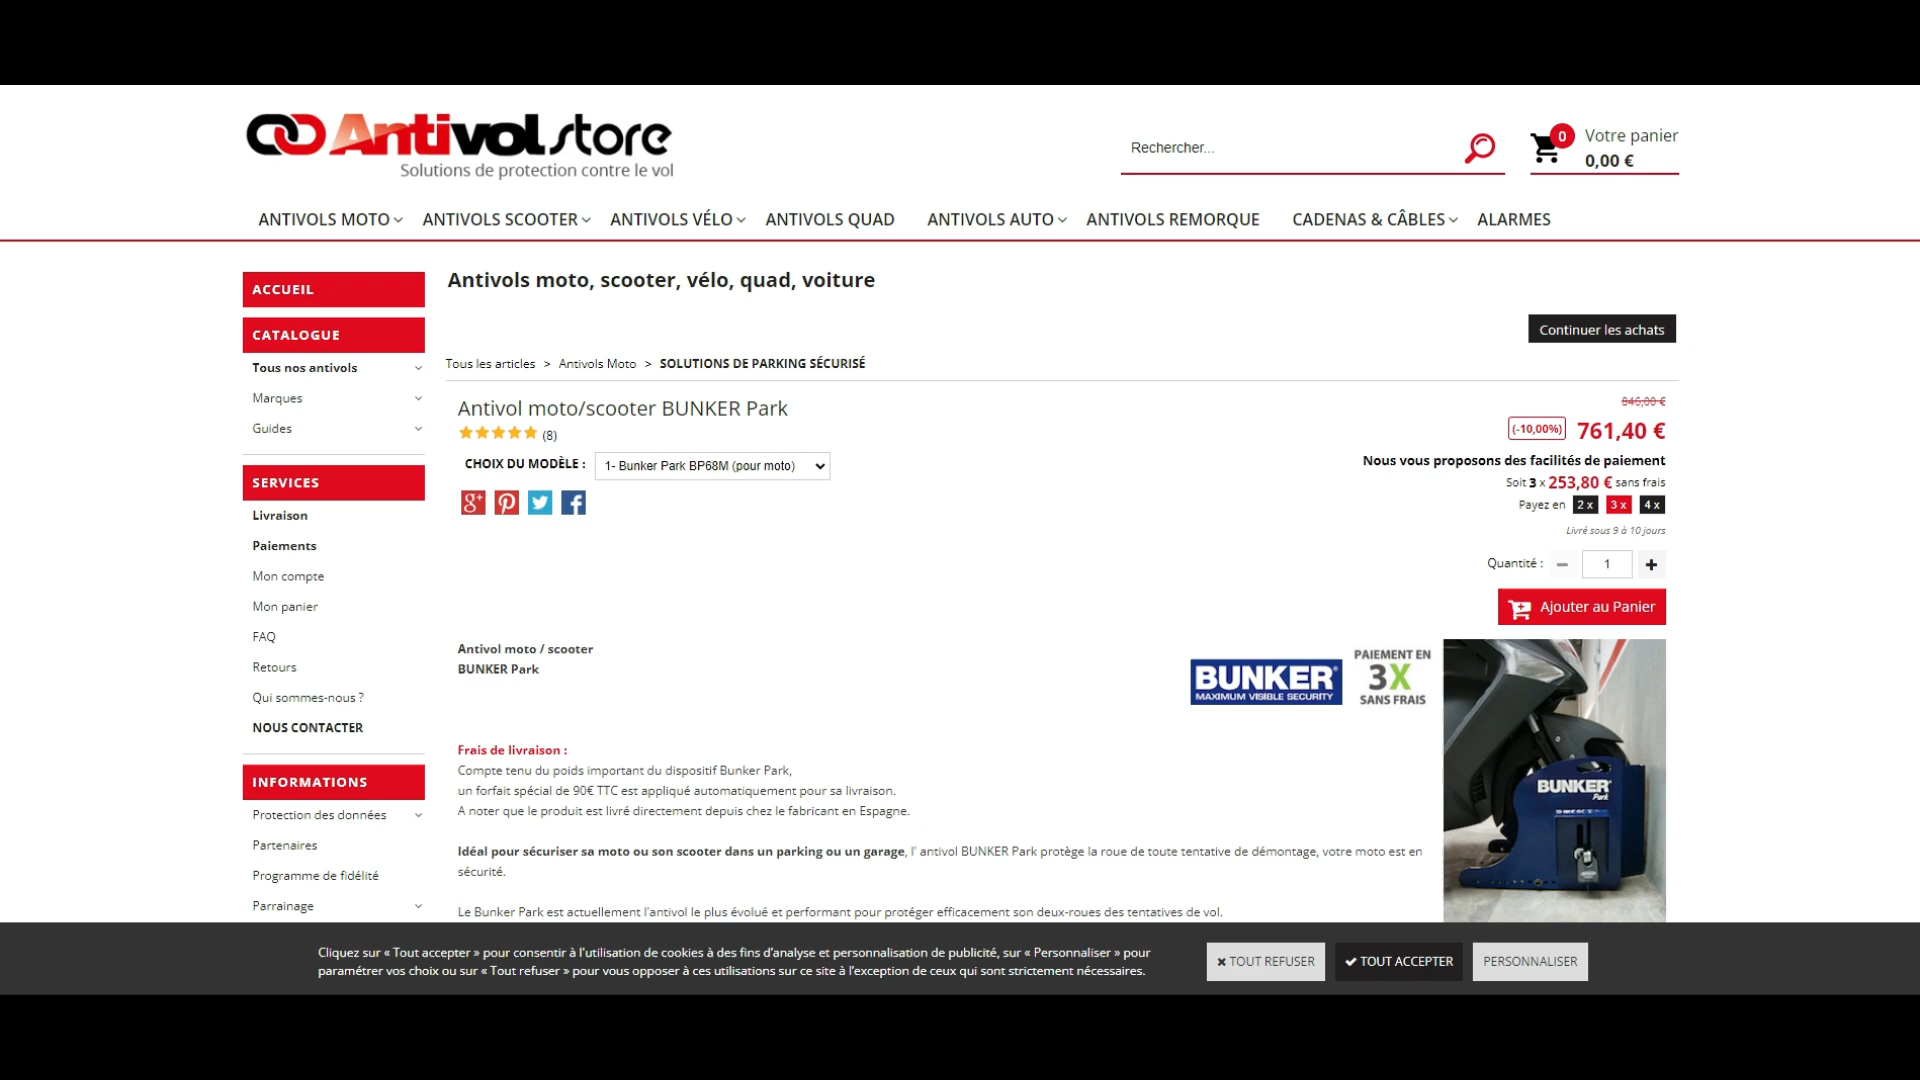 Antivolstore
Solutions de protection contre le vol
Rechercher...
0
Votre panier
0,00 €
ANTIVOLS MOTO
ANTIVOLS SCOOTER
ANTIVOLS VÉLO
ANTIVOLS QUAD
ANTIVOLS AUTO
ANTIVOLS REMORQUE
CADENAS & CÂBLES
ALARMES
ACCUEIL
CATALOGUE
Tous nos antivols
Marques
Guides
SERVICES
Livraison
Paiements
Mon compte
Mon panier
FAQ
Retours
Qui sommes-nous ?
NOUS CONTACTER
INFORMATIONS
Protection des données
Partenaires
Programme de fidélité
Parrainage
Antivols moto, scooter, vélo, quad, voiture
Continuer les achats
Tous les articles > Antivols Moto > SOLUTIONS DE PARKING SÉCURISÉ
Antivol moto/scooter BUNKER Park
(8)
CHOIX DU MODÈLE : 1- Bunker Park BP68M (pour moto)
g+
846,00 €
(-10,00%) 761,40 €
Nous vous proposons des facilités de paiement
Soit 3 x 253,80 € sans frais
Payez en 2 x 3 x 4 x
Livré sous 9 à 10 jours
Quantité : 1
Ajouter au Panier
Antivol moto / scooter
BUNKER Park
BUNKER
MAXIMUM VISIBLE SECURITY
PAIEMENT EN
3X
SANS FRAIS
BUNKER
Park
Frais de livraison :
Compte tenu du poids important du dispositif Bunker Park,
un forfait spécial de 90€ TTC est appliqué automatiquement pour sa livraison.
A noter que le produit est livré directement depuis chez le fabricant en Espagne.
Idéal pour sécuriser sa moto ou son scooter dans un parking ou un garage, l' antivol BUNKER Park protège la roue de toute tentative de démontage, votre moto est en
sécurité.
Le Bunker Park est actuellement l'antivol le plus évolué et performant pour protéger efficacement son deux-roues des tentatives de vol.
Cliquez sur « Tout accepter » pour consentir à l'utilisation de cookies à des fins d'analyse et personnalisation de publicité, sur « Personnaliser » pour
paramétrer vos choix ou sur « Tout refuser » pour vous opposer à ces utilisations sur ce site à l'exception de ceux qui sont strictement nécessaires.
TOUT REFUSER
TOUT ACCEPTER
PERSONNALISER